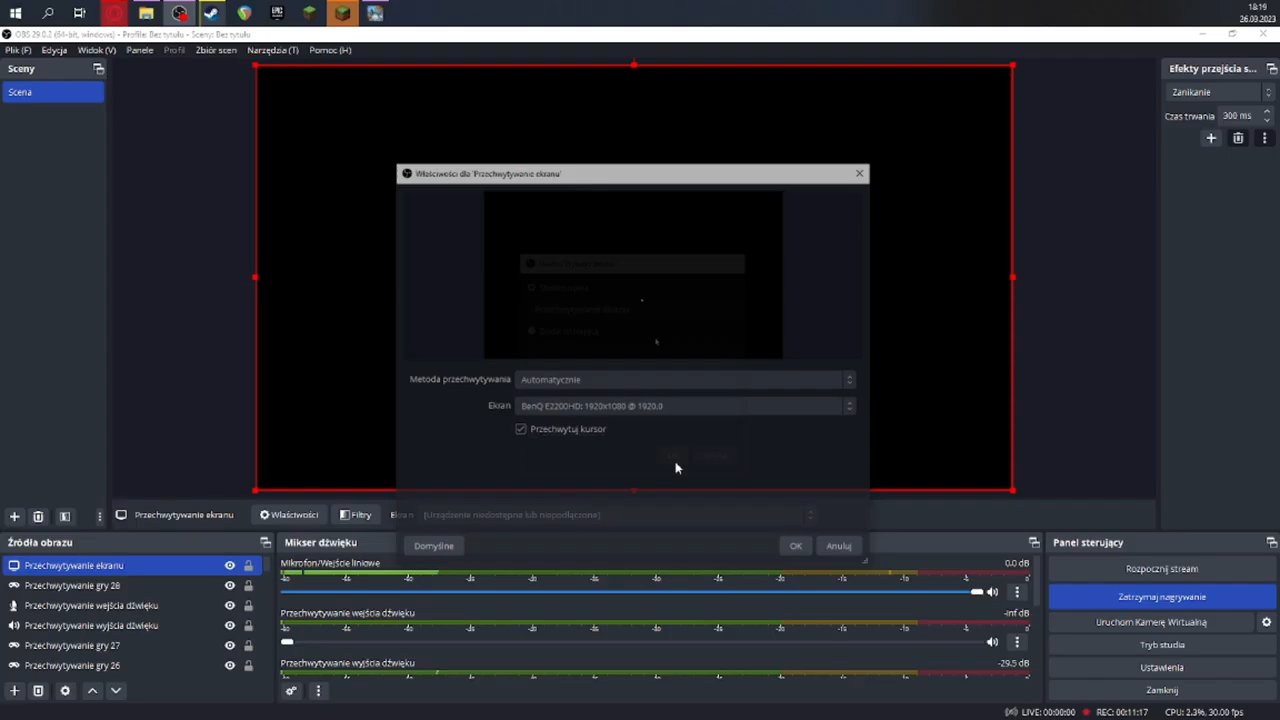 18:19
26.03.2023
OBS 29.0.2 (64-bit, windows) - Profile: Bez tytułu - Sceny: Bez tytułu
Plik (F) Edycja Widok (V) Panele Profil Zbiór scen Narzędzia (T) Pomoc (H)
Sceny
Scena
Efekty przejścia s...
Zanikanie
Czas trwania 300 ms
Właściwości dla 'Przechwytywanie ekranu'
Metoda przechwytywania Automatycznie
Ekran BenQ E2200HD: 1920x1080 @ 1920.0
Przechwytuj kursor
Przechwytywanie ekranu Właściwości Filtry Ekran [Urządzenie niedostępne lub niepodłączone]
Domyślne OK Anuluj
Źródła obrazu
Przechwytywanie ekranu
Przechwytywanie gry 28
Przechwytywanie wejścia dźwięku
Przechwytywanie wyjścia dźwięku
Przechwytywanie gry 27
Przechwytywanie gry 26
Mikser dźwięku
Mikrofon/Wejście liniowe 0.0 dB
Przechwytywanie wejścia dźwięku -inf dB
Przechwytywanie wyjścia dźwięku -29.5 dB
Panel sterujący
Rozpocznij stream
Zatrzymaj nagrywanie
Uruchom Kamerę Wirtualną
Tryb studia
Ustawienia
Zamknij
LIVE: 00:00:00 REC: 00:11:17 CPU: 2.3%, 30.00 fps